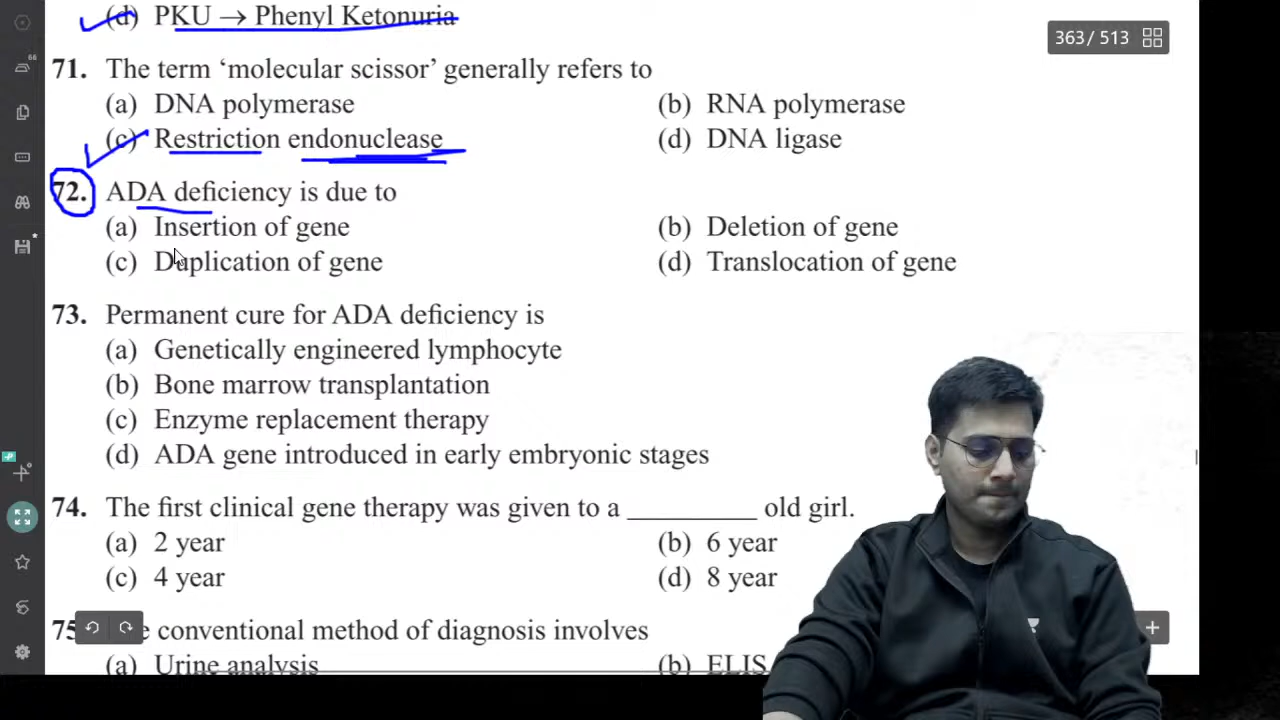 (d) PKU → Phenyl Ketonuria
363/ 513
71. The term ‘molecular scissor’ generally refers to
(a) DNA polymerase (b) RNA polymerase
(c) Restriction endonuclease (d) DNA ligase
72. ADA deficiency is due to
(a) Insertion of gene (b) Deletion of gene
(c) Duplication of gene (d) Translocation of gene
73. Permanent cure for ADA deficiency is
(a) Genetically engineered lymphocyte
(b) Bone marrow transplantation
(c) Enzyme replacement therapy
(d) ADA gene introduced in early embryonic stages
74. The first clinical gene therapy was given to a _________ old girl.
(a) 2 year (b) 6 year
(c) 4 year (d) 8 year
conventional method of diagnosis involves
(a) Urine analysis (b)